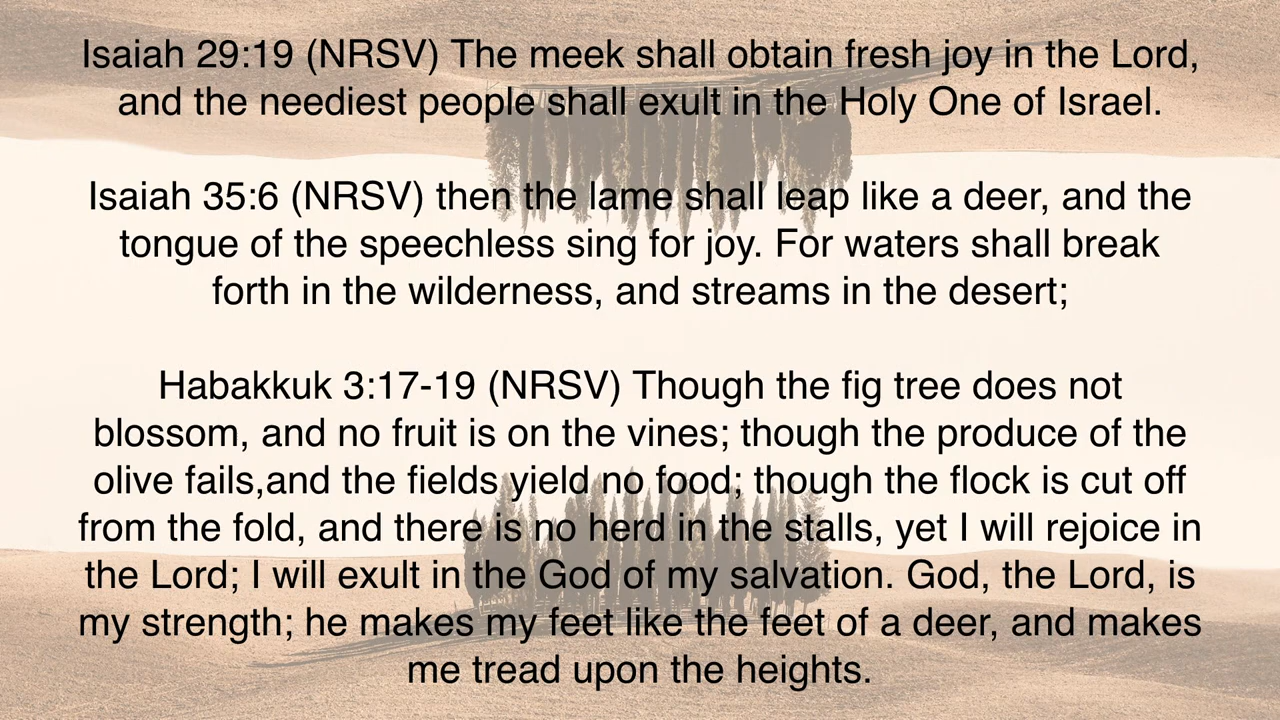 Isaiah 29:19 (NRSV) The meek shall obtain fresh joy in the Lord,
and the neediest people shall exult in the Holy One of Israel.
Isaiah 35:6 (NRSV) then the lame shall leap like a deer, and the
tongue of the speechless sing for joy. For waters shall break
forth in the wilderness, and streams in the desert;
Habakkuk 3:17-19 (NRSV) Though the fig tree does not
blossom, and no fruit is on the vines; though the produce of the
olive fails,and the fields yield no food; though the flock is cut off
from the fold, and there is no herd in the stalls, yet I will rejoice in
the Lord; I will exult in the God of my salvation. God, the Lord, is
my strength; he makes my feet like the feet of a deer, and makes
me tread upon the heights.